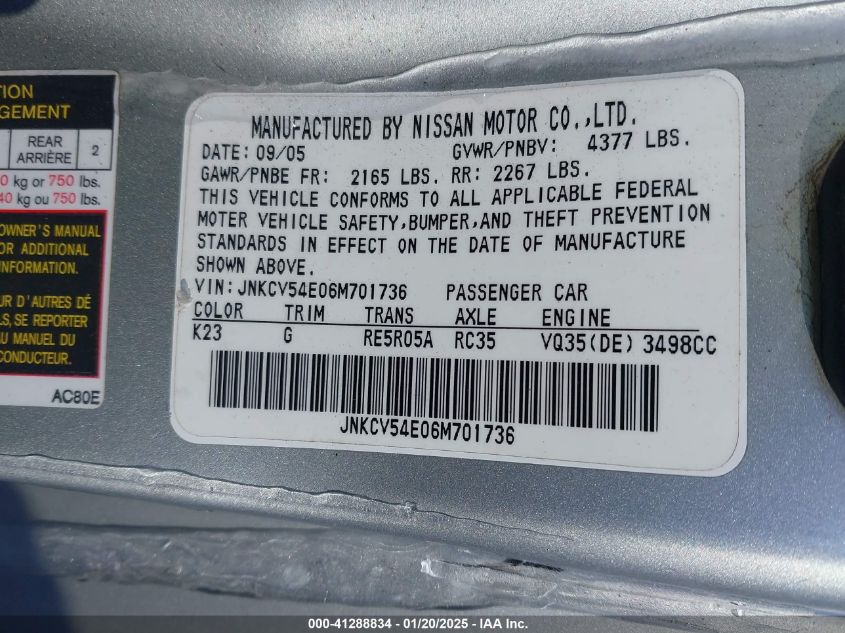 TION
GEMENT
REAR
ARRIÈRE
2
0 kg or 750 lbs.
40 kg ou 750 lbs.
OWNER'S MANUAL
OR ADDITIONAL
INFORMATION.
UR D'AUTRES DÉ
LS, SE REPORTER
AU MANUEL DU
CONDUCTEUR.
AC80E
MANUFACTURED BY NISSAN MOTOR CO.,LTD.
DATE: 09/05 GVWR/PNBV: 4377 LBS.
GAWR/PNBE FR: 2165 LBS. RR: 2267 LBS.
THIS VEHICLE CONFORMS TO ALL APPLICABLE FEDERAL
MOTER VEHICLE SAFETY,BUMPER,AND THEFT PREVENTION
STANDARDS IN EFFECT ON THE DATE OF MANUFACTURE
SHOWN ABOVE.
VIN: JNKCV54E06M701736 PASSENGER CAR
COLOR TRIM TRANS AXLE ENGINE
K23 G RE5R05A RC35 VQ35(DE) 3498CC
JNKCV54E06M701736
000-41288834 - 01/20/2025 - IAA Holdings, LLC.